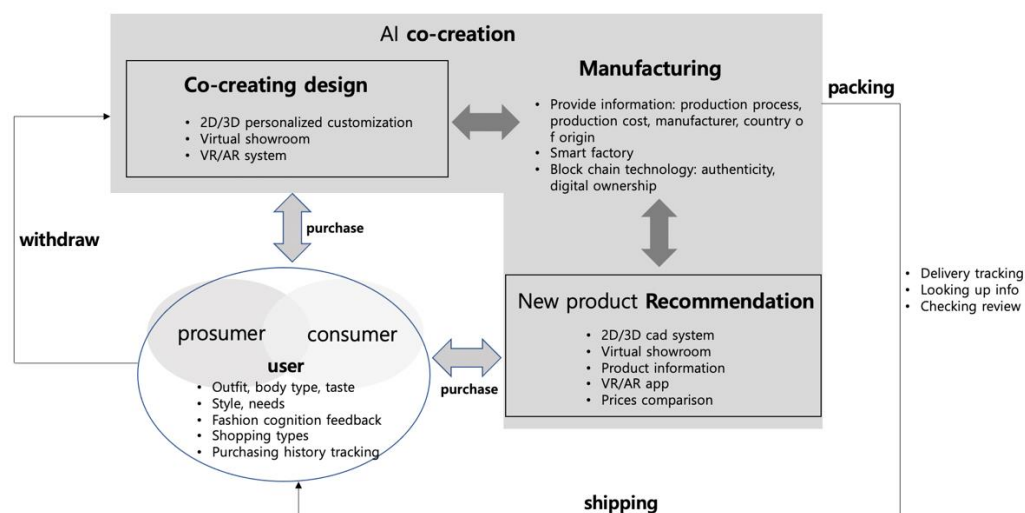 AI co-creation
Co-creating design
• 2D/3D personalized customization
• Virtual showroom
• VR/AR system
Manufacturing
• Provide information: production process,
production cost, manufacturer, country o
f origin
• Smart factory
• Block chain technology: authenticity,
digital ownership
packing
purchase
withdraw
• Delivery tracking
• Looking up info
• Checking review
New product Recommendation
• 2D/3D cad system
• Virtual showroom
• Product information
• VR/AR app
• Prices comparison
prosumer
consumer
user
• Outfit, body type, taste
• Style, needs
• Fashion cognition feedback
• Shopping types
• Purchasing history tracking
purchase
shipping